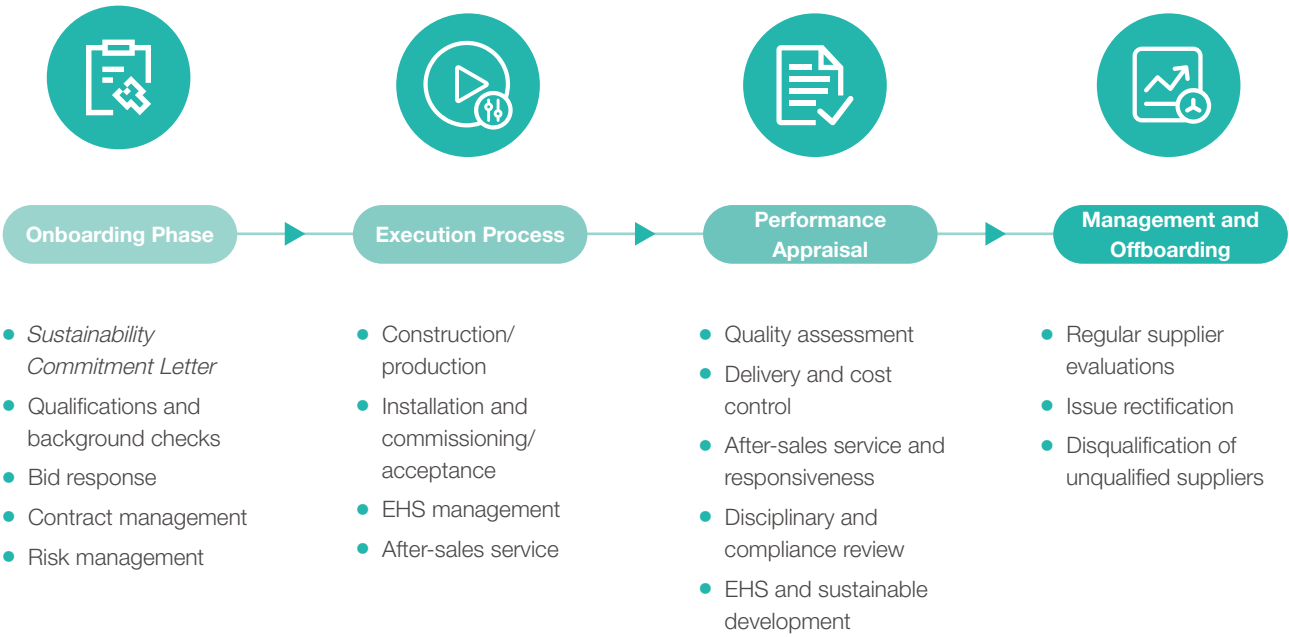 Onboarding Phase
Execution Process
Performance
Appraisal
Management and
Offboarding
Sustainability
Commitment Letter
Qualifications and
background checks
Bid response
Contract management
Risk management
Construction/
production
Installation and
commissioning/
acceptance
EHS management
After-sales service
Quality assessment
Delivery and cost
control
After-sales service and
responsiveness
Disciplinary and
compliance review
EHS and sustainable
development
Regular supplier
evaluations
Issue rectification
Disqualification of
unqualified suppliers